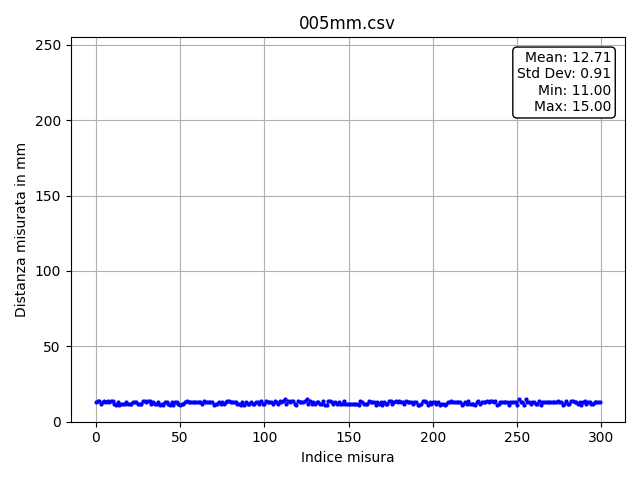 005mm.csv
Mean: 12.71
Std Dev: 0.91
Min: 11.00
Max: 15.00
Distanza misurata in mm
250
200
150
100
50
0
0 50 100 150 200 250 300
Indice misura